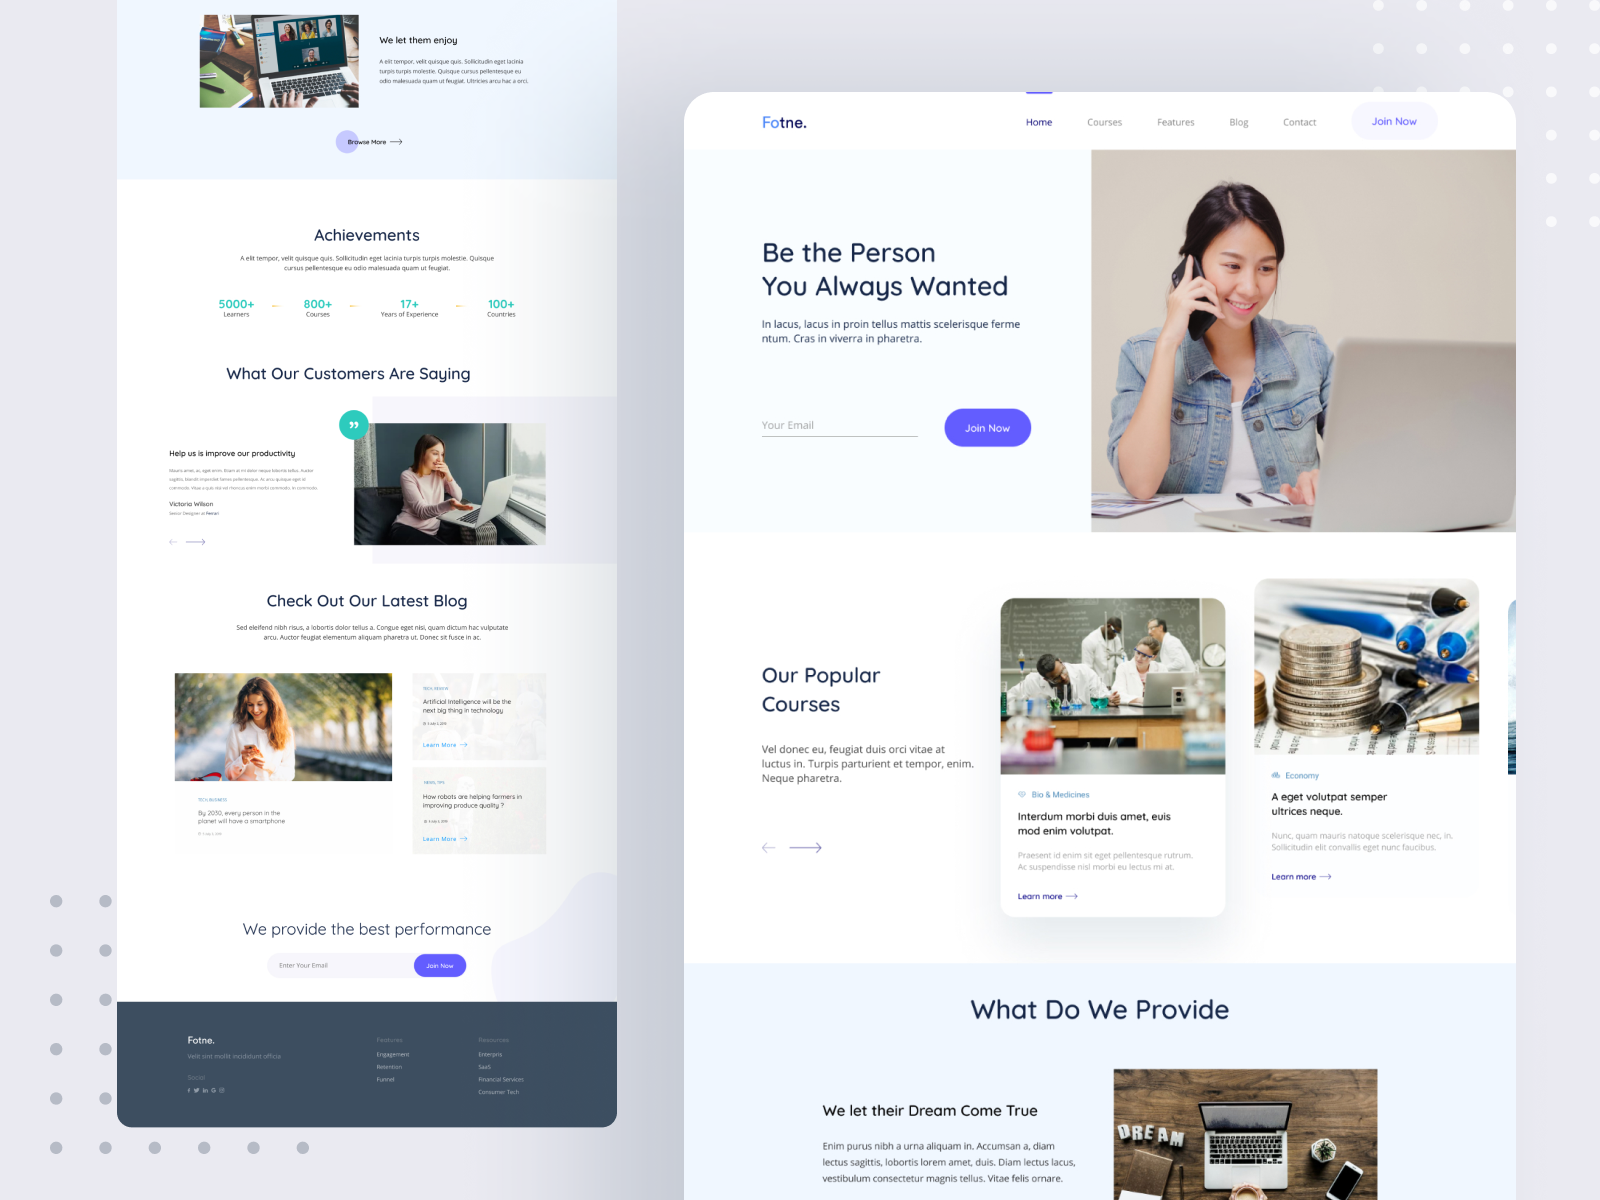 We let them enjoy
A elit tempor, velit quisque quis. Sollicitudin eget lacinia
turpis turpis molestie. Quisque cursus pellentesque eu
odio malesuada quam ut feugiat. Ultricies arcu hac a orci.
Browse More
Achievements
A elit tempor, velit quisque quis. Sollicitudin eget lacinia turpis turpis molestie. Quisque
cursus pellentesque eu odio malesuada quam ut feugiat.
5000+
Learners
800+
Courses
17+
Years of Experience
100+
Countries
What Our Customers Are Saying
Help us is improve our productivity
Victoria Wilson
Senior Designer at Ferrari
Check Out Our Latest Blog
Sed eleifend nibh risus, a lobortis dolor tellus a. Congue eget nisi, quam dictum hac vulputate
arcu. Auctor feugiat elementum aliquam pharetra ut. Donec sit fusce in ac.
TECH, BUSINESS
By 2030, every person in the
planet will have a smartphone
TECH, REVIEW
Artificial Intelligence will be the
next big thing in technology
Learn More
NEWS, TIPS
How robots are helping farmers in
improving produce quality ?
Learn More
We provide the best performance
Enter Your Email
Join Now
Fotne.
Velit sint mollit incididunt officia
Social
Features
Engagement
Retention
Funnel
Resources
Enterpris
SaaS
Financial Services
Consumer Tech
Fotne.
Home
Courses
Features
Blog
Contact
Join Now
Be the Person
You Always Wanted
In lacus, lacus in proin tellus mattis scelerisque ferme
ntum. Cras in viverra in pharetra.
Your Email
Join Now
Our Popular
Courses
Vel donec eu, feugiat duis orci vitae at
luctus in. Turpis parturient et tempor, enim.
Neque pharetra.
Bio & Medicines
Interdum morbi duis amet, euis
mod enim volutpat.
Praesent id enim sit eget pellentesque rutrum.
Ac suspendisse nisl morbi eu lectus mi at.
Learn more
Economy
A eget volutpat semper
ultrices neque.
Nunc, quam mauris natoque scelerisque nec, in.
Sollicitudin elit convallis eget nunc faucibus.
Learn more
What Do We Provide
We let their Dream Come True
Enim purus nibh a urna aliquam in. Accumsan a, diam
lectus sagittis, lobortis lorem amet, duis. Diam lectus lacus,
vestibulum consectetur magnis tellus. Vitae felis ornare.
DREAM